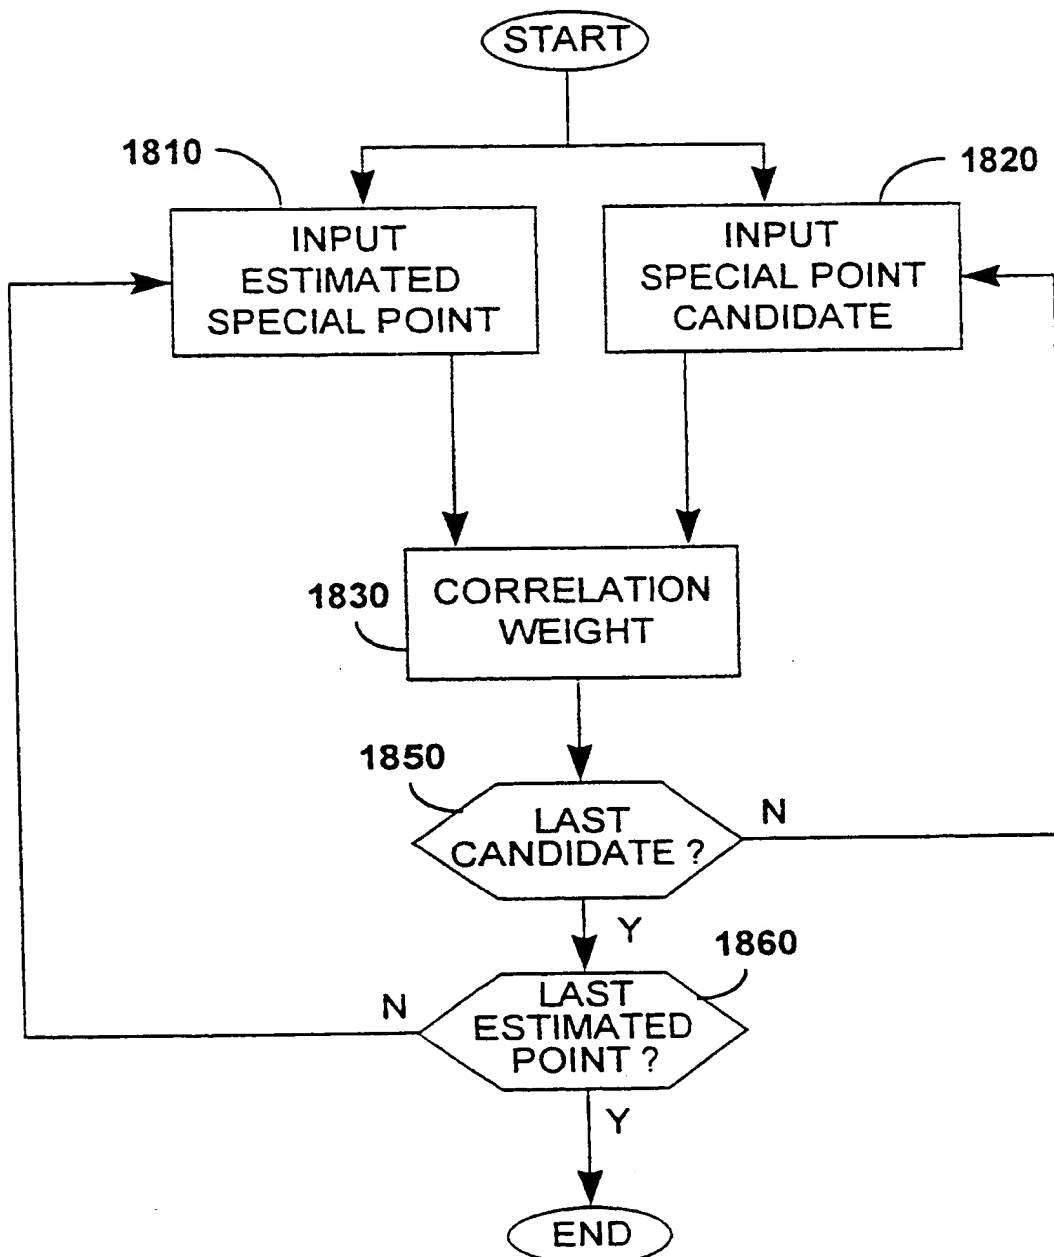 START
1810
1820
INPUT
ESTIMATED
SPECIAL POINT
INPUT
SPECIAL POINT
CANDIDATE
1830
CORRELATION
WEIGHT
1850
LAST
CANDIDATE ?
N
Y
1860
N
LAST
ESTIMATED
POINT ?
Y
END